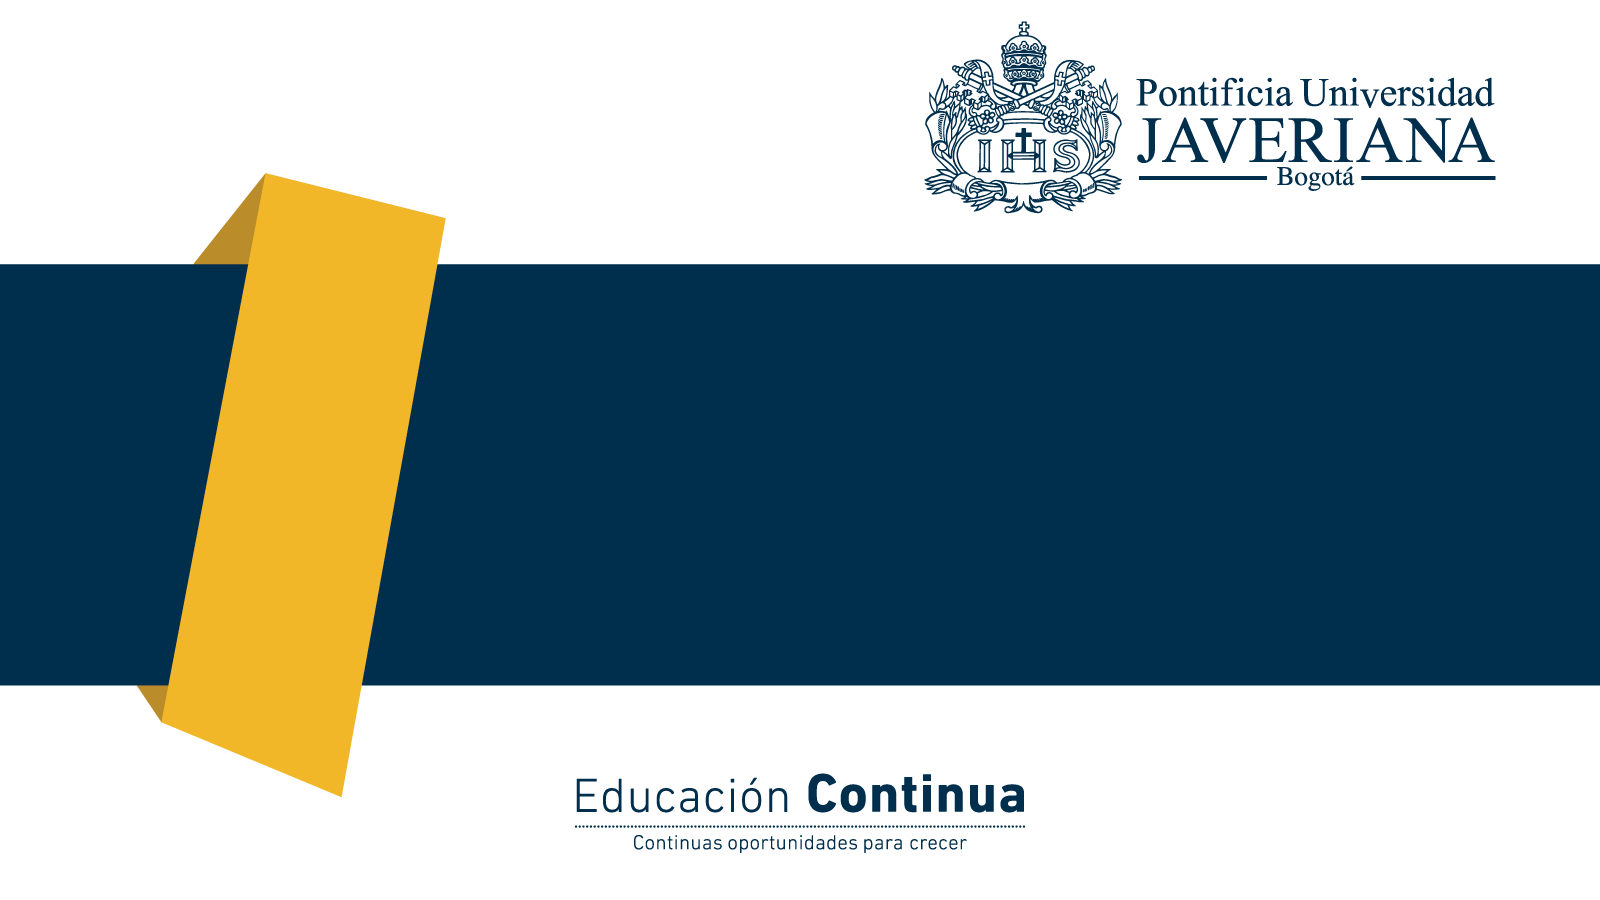 IHS
Pontificia Universidad
JAVERIANA
Bogotá
Educación Continua
Continuas oportunidades para crecer